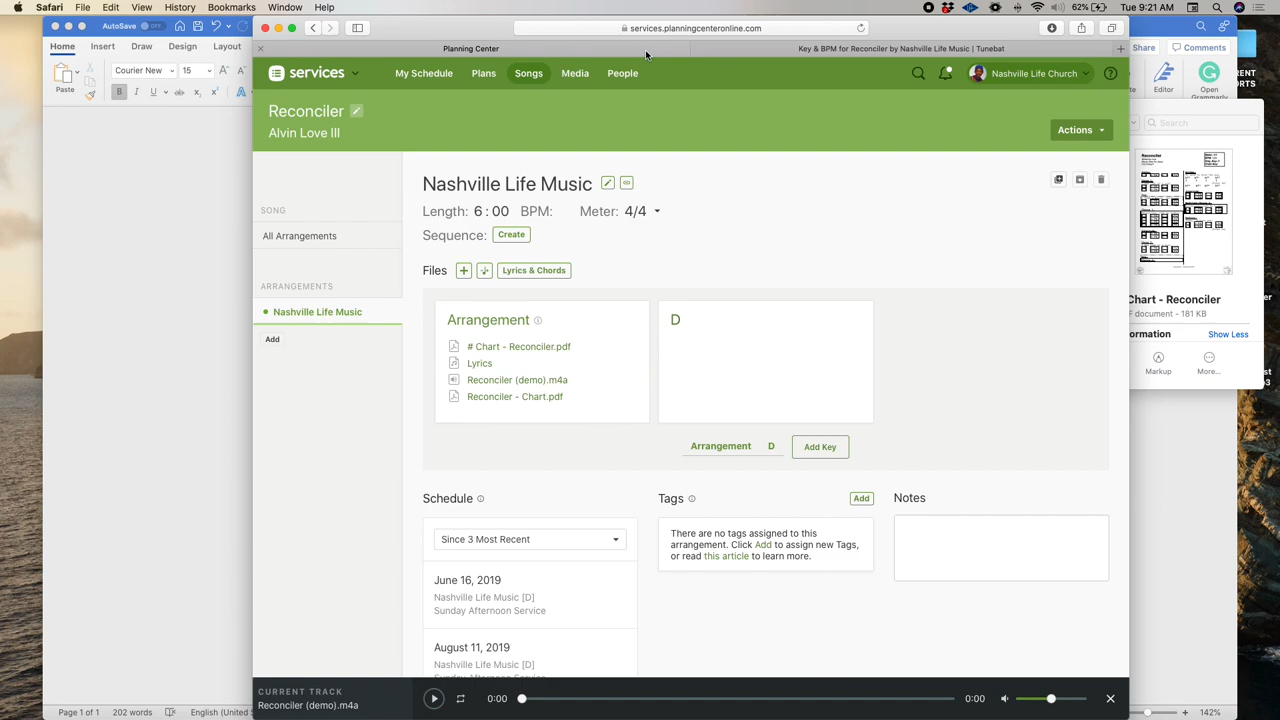 Safari File Edit View History Bookmarks Window Help 62% Tue 9:21 AM
AutoSave OFF
services.planningcenteronline.com
Home Insert Draw Design Layout
Planning Center
Key & BPM for Reconciler by Nashville Life Music | Tunebat
Share Comments
Paste
Courier New 15
Editor
Open
services My Schedule Plans Songs Media People Nashville Life Church
Reconciler
Alvin Love III
Actions
Search
Nashville Life Music
Length: 6:00 BPM: Meter: 4/4
Sequence: Create
SONG
All Arrangements
Files Lyrics & Chords
ARRANGEMENTS
Nashville Life Music
Add
Arrangement
# Chart - Reconciler.pdf
Lyrics
Reconciler (demo).m4a
Reconciler - Chart.pdf
D
Arrangement D Add Key
Chart - Reconciler
F document - 181 KB
ormation Show Less
Markup More...
Schedule
Since 3 Most Recent
June 16, 2019
Nashville Life Music [D]
Sunday Afternoon Service
August 11, 2019
Nashville Life Music [D]
Tags Add
There are no tags assigned to this
arrangement. Click Add to assign new Tags,
or read this article to learn more.
Notes
CURRENT TRACK
Reconciler (demo).m4a
0:00 0:00
Page 1 of 1 202 words English (United S 142%